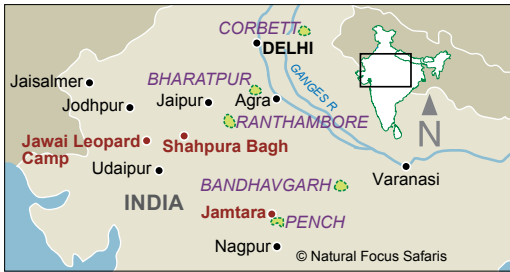 CORBETT
DELHI
Jaisalmer
BHARATPUR
GANGES R
Jodhpur
Jaipur
Agra
RANTHAMBORE
N
Jawai Leopard
Camp
Shahpura Bagh
Udaipur
Varanasi
BANDHAVGARH
INDIA
Jamtara
PENCH
Nagpur
© Natural Focus Safaris